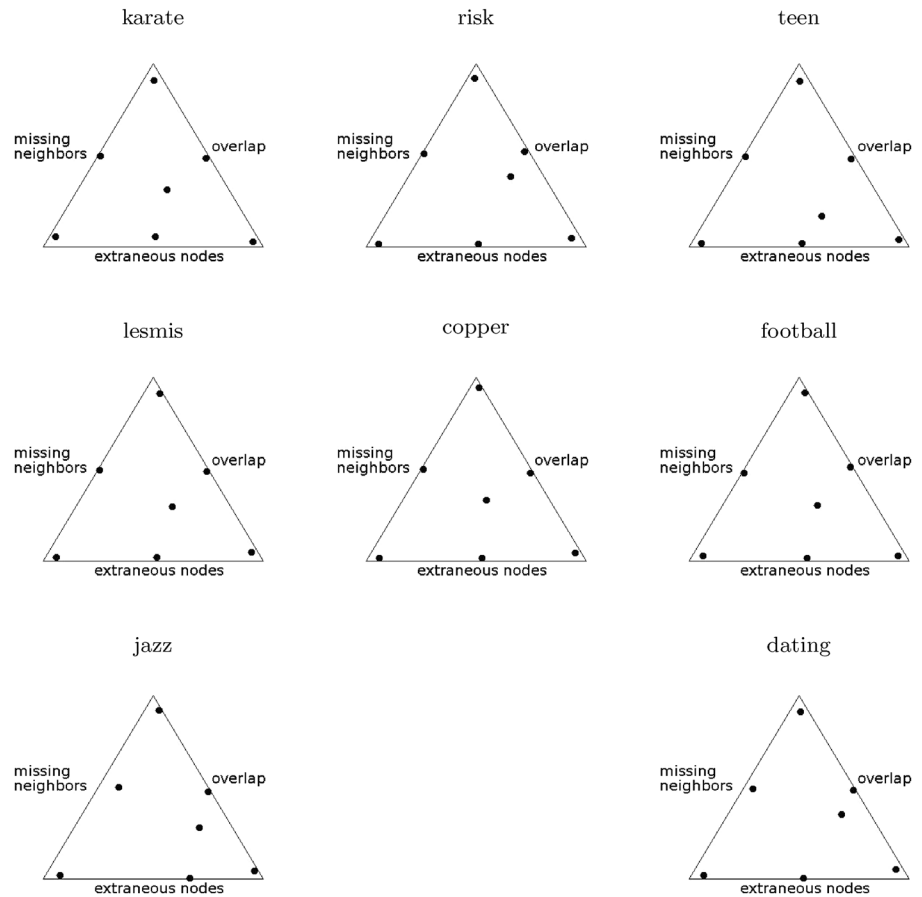 karate
risk
teen
missing
neighbors
overlap
extraneous nodes
missing
neighbors
overlap
extraneous nodes
missing
neighbors
overlap
extraneous nodes
lesmis
copper
football
missing
neighbors
overlap
extraneous nodes
missing
neighbors
overlap
extraneous nodes
missing
neighbors
overlap
extraneous nodes
jazz
dating
missing
neighbors
overlap
extraneous nodes
missing
neighbors
overlap
extraneous nodes